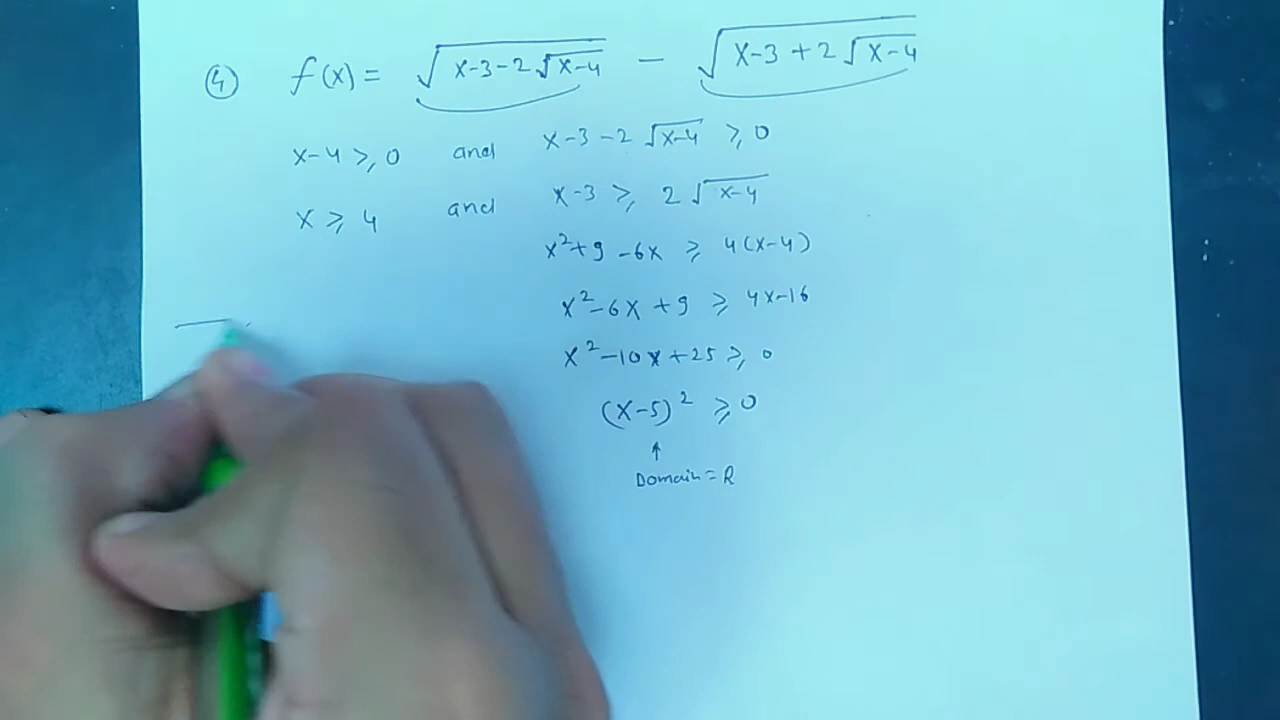 ④ f(x) = √(x-3-2√(x-4)) - √(x-3+2√(x-4))
x-4 ≥ 0 and x-3-2√(x-4) ≥ 0
x ≥ 4 and x-3 ≥ 2√(x-4)
x²+9-6x ≥ 4(x-4)
x²-6x+9 ≥ 4x-16
x²-10x+25 ≥ 0
(x-5)² ≥ 0
↑
Domain = R